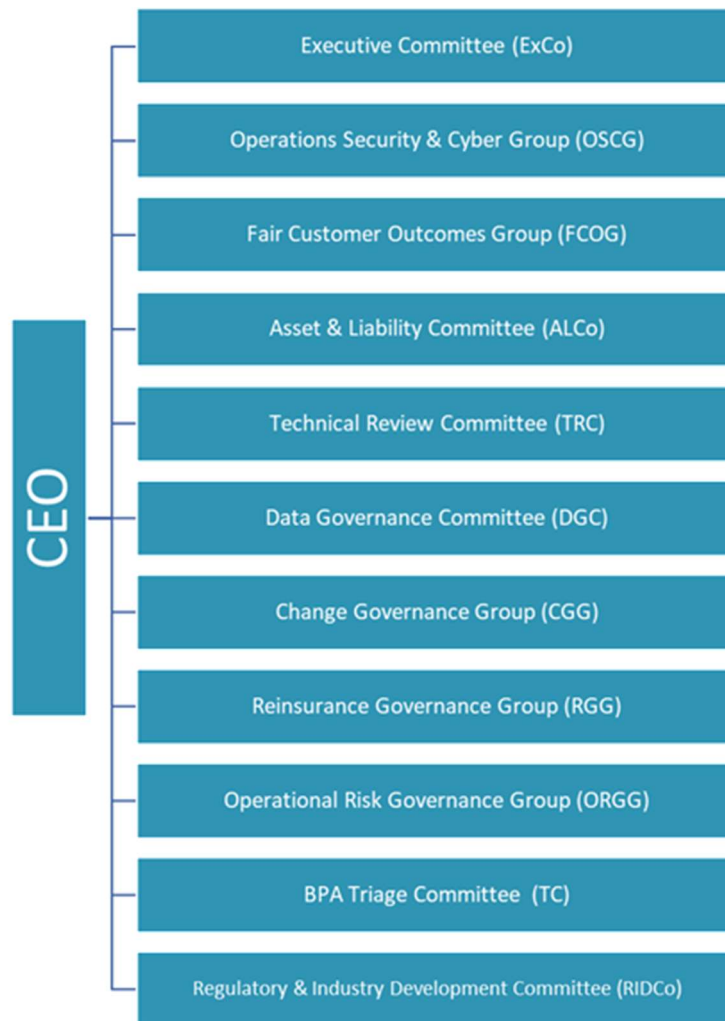 CEO
Executive Committee (ExCo)
Operations Security & Cyber Group (OSCG)
Fair Customer Outcomes Group (FCOG)
Asset & Liability Committee (ALCo)
Technical Review Committee (TRC)
Data Governance Committee (DGC)
Change Governance Group (CGG)
Reinsurance Governance Group (RGG)
Operational Risk Governance Group (ORGG)
BPA Triage Committee (TC)
Regulatory & Industry Development Committee (RIDCo)